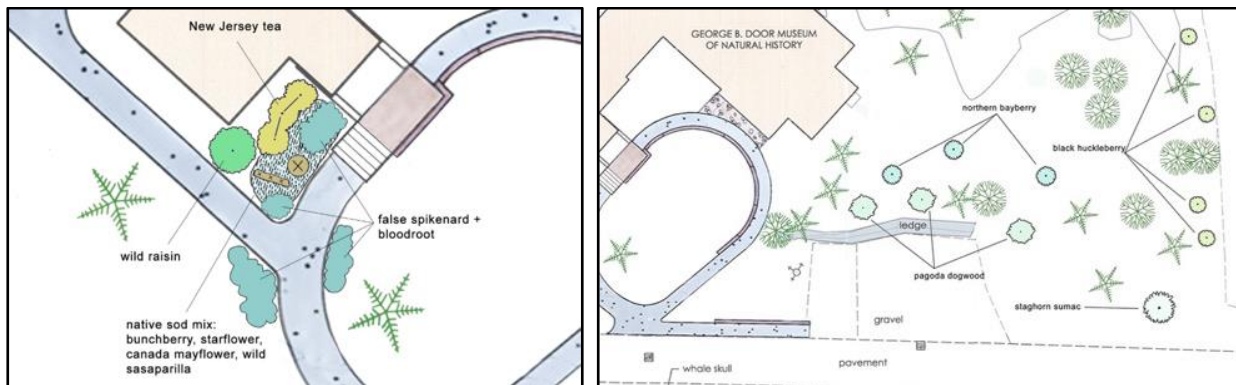 New Jersey tea
false spikenard +
bloodroot
wild raisin
native sod mix:
bunchberry, starflower,
canada mayflower, wild
sasaparilla
GEORGE B. DOOR MUSEUM
OF NATURAL HISTORY
northern bayberry
black huckleberry
ledge
pagoda dogwood
staghorn sumac
gravel
pavement
whale skull